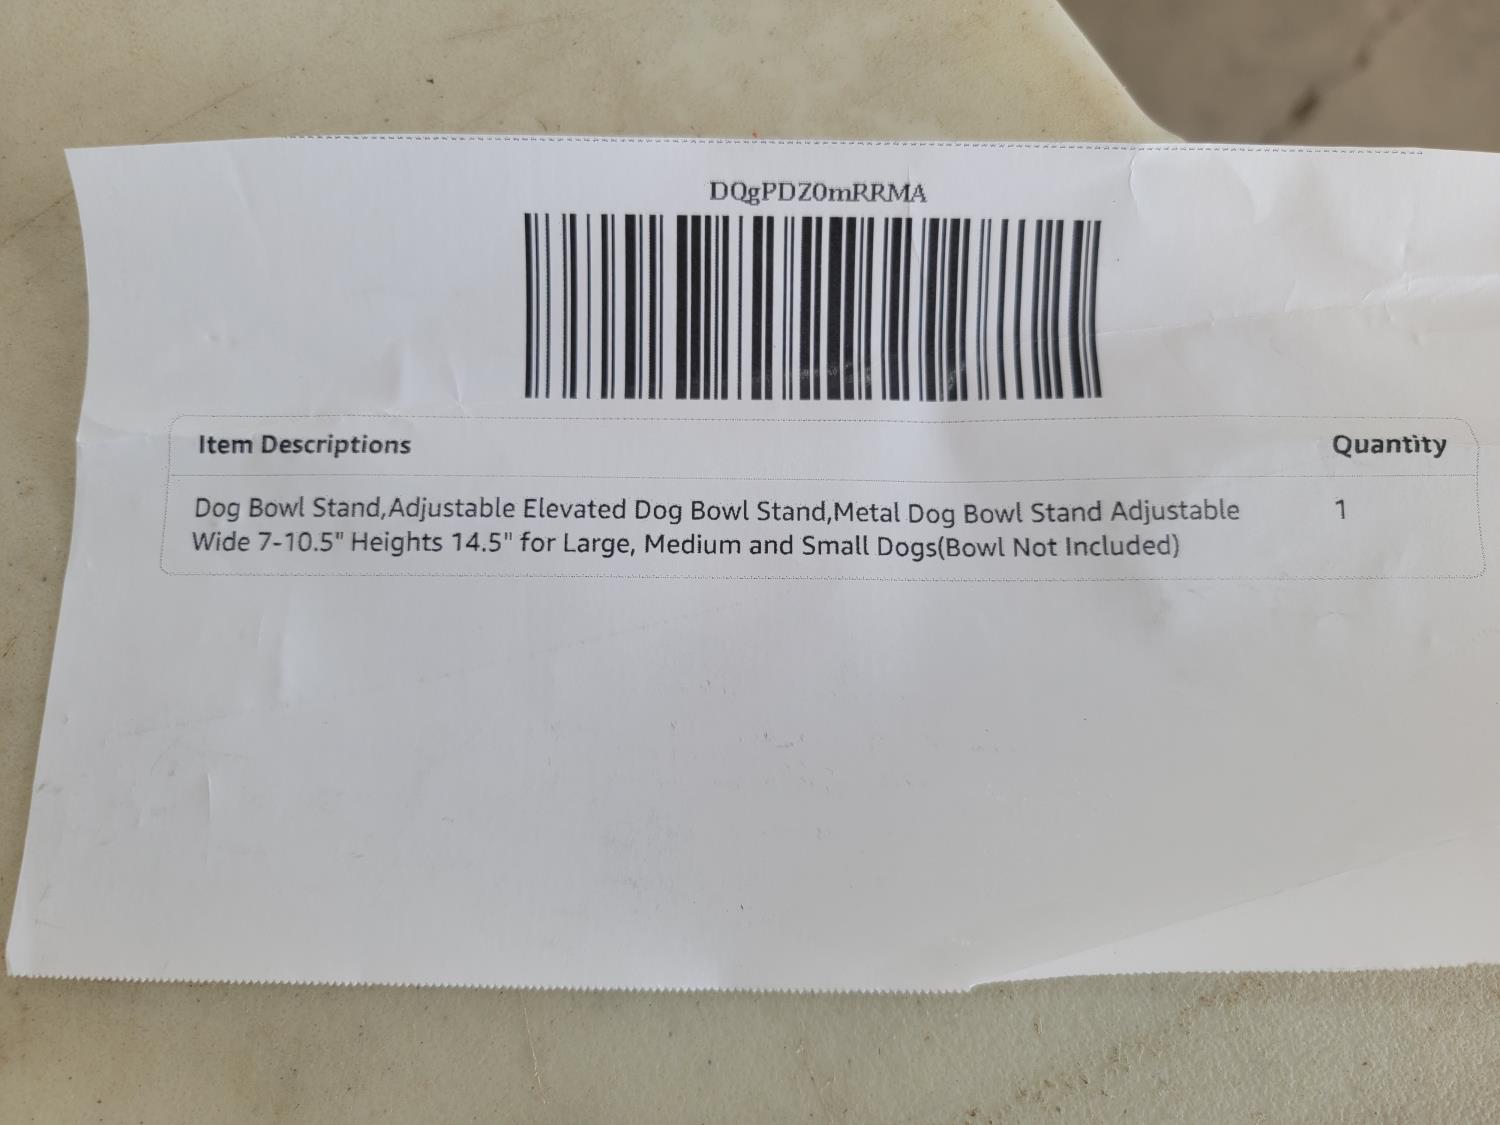 DQgPDZ0mRRMA
Item Descriptions Quantity
Dog Bowl Stand,Adjustable Elevated Dog Bowl Stand,Metal Dog Bowl Stand Adjustable 1
Wide 7-10.5" Heights 14.5" for Large, Medium and Small Dogs(Bowl Not Included)